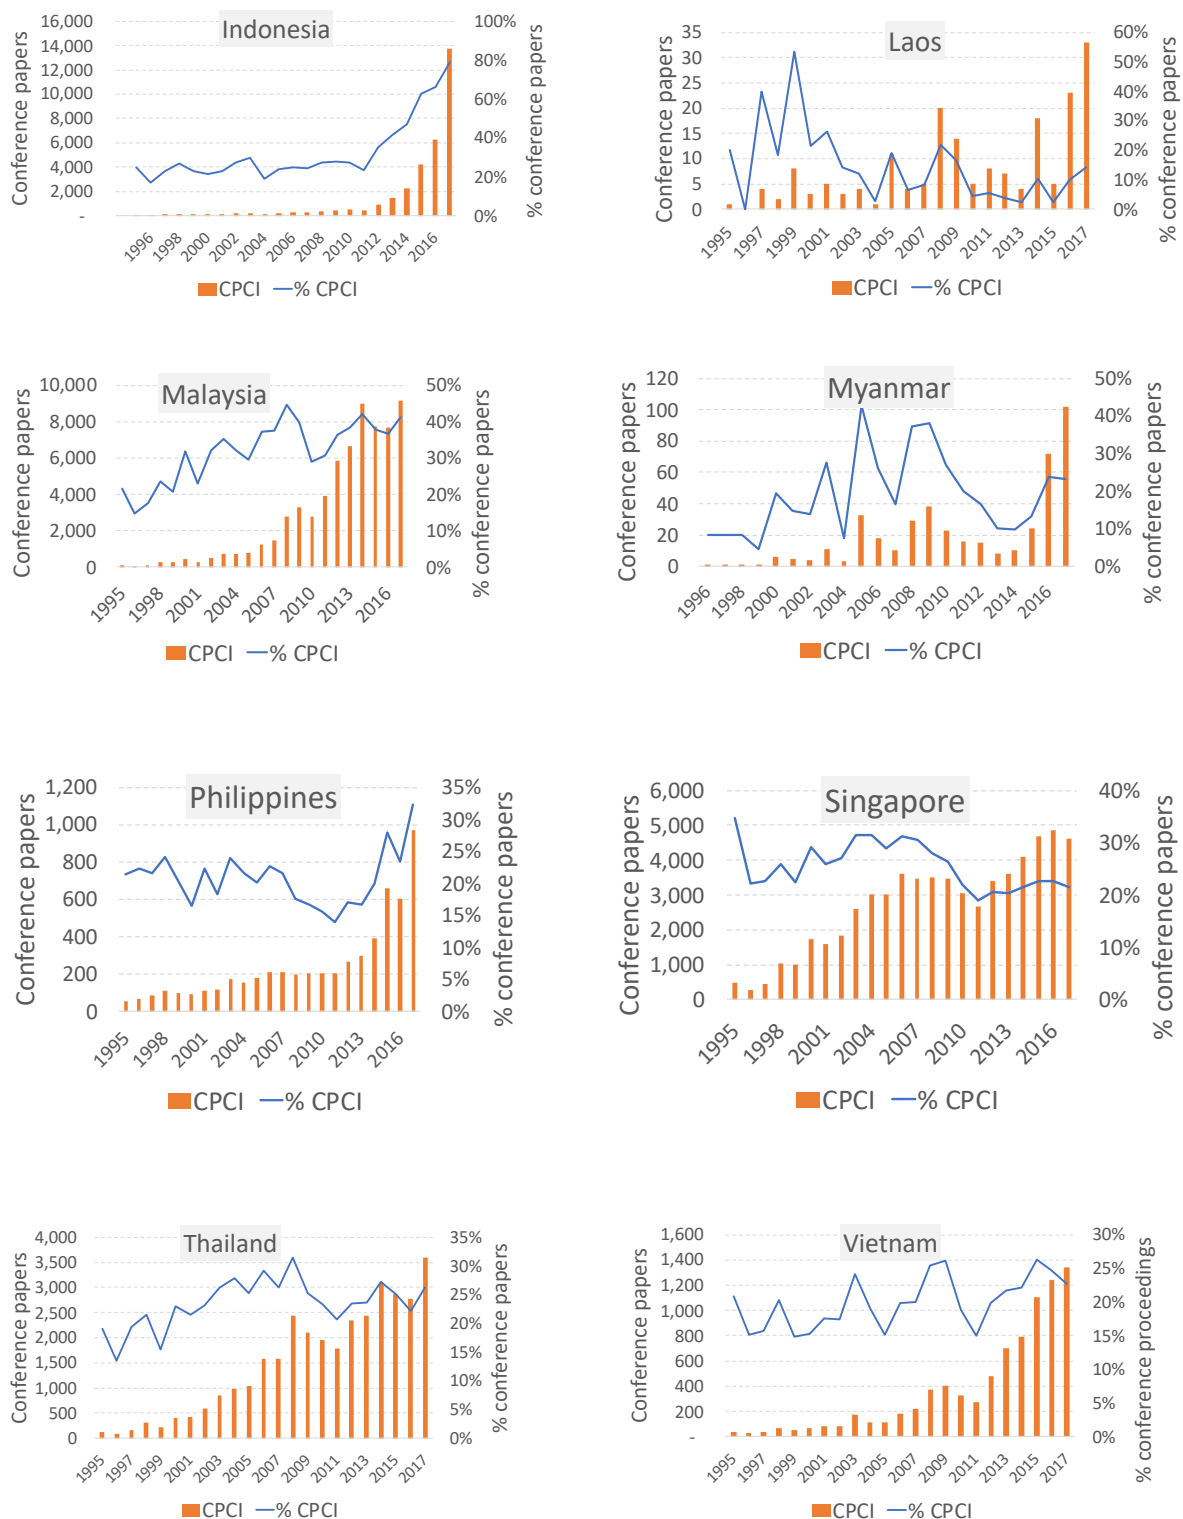 Indonesia
Conference papers
16,000
14,000
12,000
10,000
8,000
6,000
4,000
2,000
-
100%
80%
60%
40%
20%
0%
% conference papers
1996 1998 2000 2002 2004 2006 2008 2010 2012 2014 2016
CPCI % CPCI
Laos
Conference papers
35
30
25
20
15
10
5
0
60%
50%
40%
30%
20%
10%
0%
% conference papers
1995 1997 1999 2001 2003 2005 2007 2009 2011 2013 2015 2017
CPCI % CPCI
Malaysia
Conference papers
10,000
8,000
6,000
4,000
2,000
0
50%
40%
30%
20%
10%
0%
% conference papers
1995 1998 2001 2004 2007 2010 2013 2016
CPCI % CPCI
Myanmar
Conference papers
120
100
80
60
40
20
0
50%
40%
30%
20%
10%
0%
% conference papers
1996 1998 2000 2002 2004 2006 2008 2010 2012 2014 2016
CPCI % CPCI
Philippines
Conference papers
1,200
1,000
800
600
400
200
0
35%
30%
25%
20%
15%
10%
5%
0%
% conference papers
1995 1998 2001 2004 2007 2010 2013 2016
CPCI % CPCI
Singapore
Conference papers
6,000
5,000
4,000
3,000
2,000
1,000
0
40%
30%
20%
10%
0%
% conference papers
1995 1998 2001 2004 2007 2010 2013 2016
CPCI % CPCI
Thailand
Conference papers
4,000
3,500
3,000
2,500
2,000
1,500
1,000
500
0
35%
30%
25%
20%
15%
10%
5%
0%
% conference papers
1995 1997 1999 2001 2003 2005 2007 2009 2011 2013 2015 2017
CPCI % CPCI
Vietnam
Conference papers
1,600
1,400
1,200
1,000
800
600
400
200
-
30%
25%
20%
15%
10%
5%
0%
% conference proceedings
1995 1997 1999 2001 2003 2005 2007 2009 2011 2013 2015 2017
CPCI % CPCI